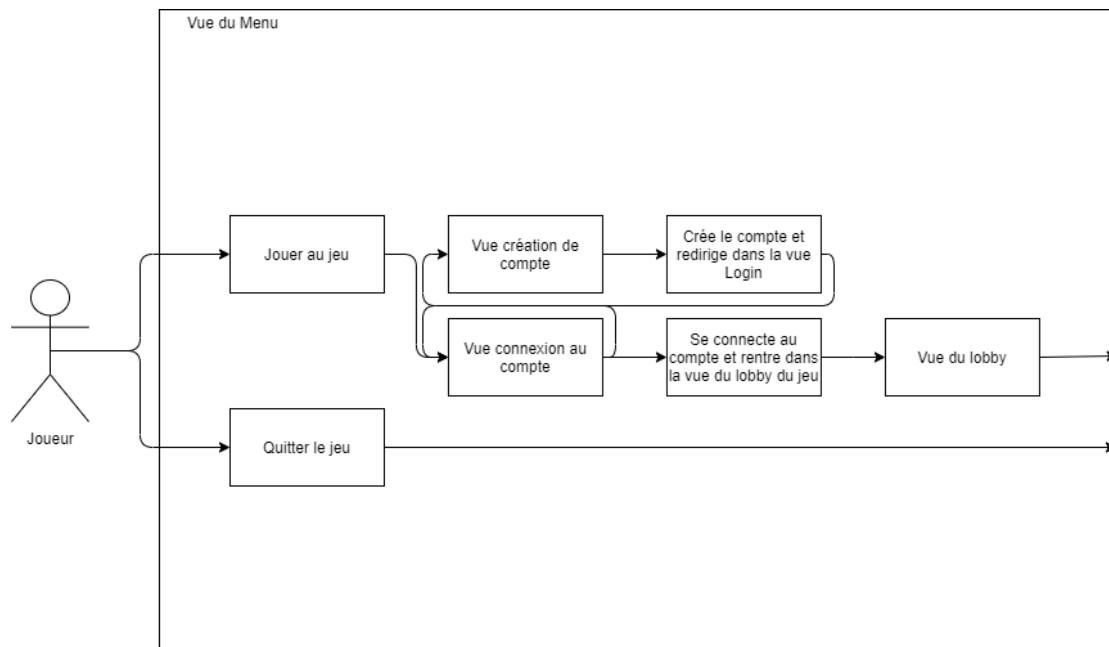 Vue du Menu
Jouer au jeu
Vue création de
compte
Crée le compte et
redirige dans la vue
Login
Vue connexion au
compte
Se connecte au
compte et rentre dans
la vue du lobby du jeu
Vue du lobby
Joueur
Quitter le jeu